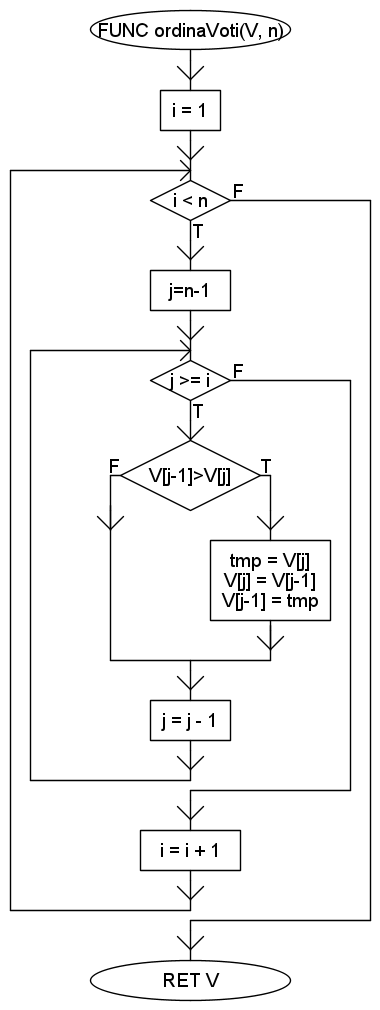 FUNC ordinaVoti(V, n)
i = 1
i < n
F
T
j=n-1
j >= i
F
T
F
V[j-1]>V[j]
T
tmp = V[j]
V[j] = V[j-1]
V[j-1] = tmp
j = j - 1
i = i + 1
RET V